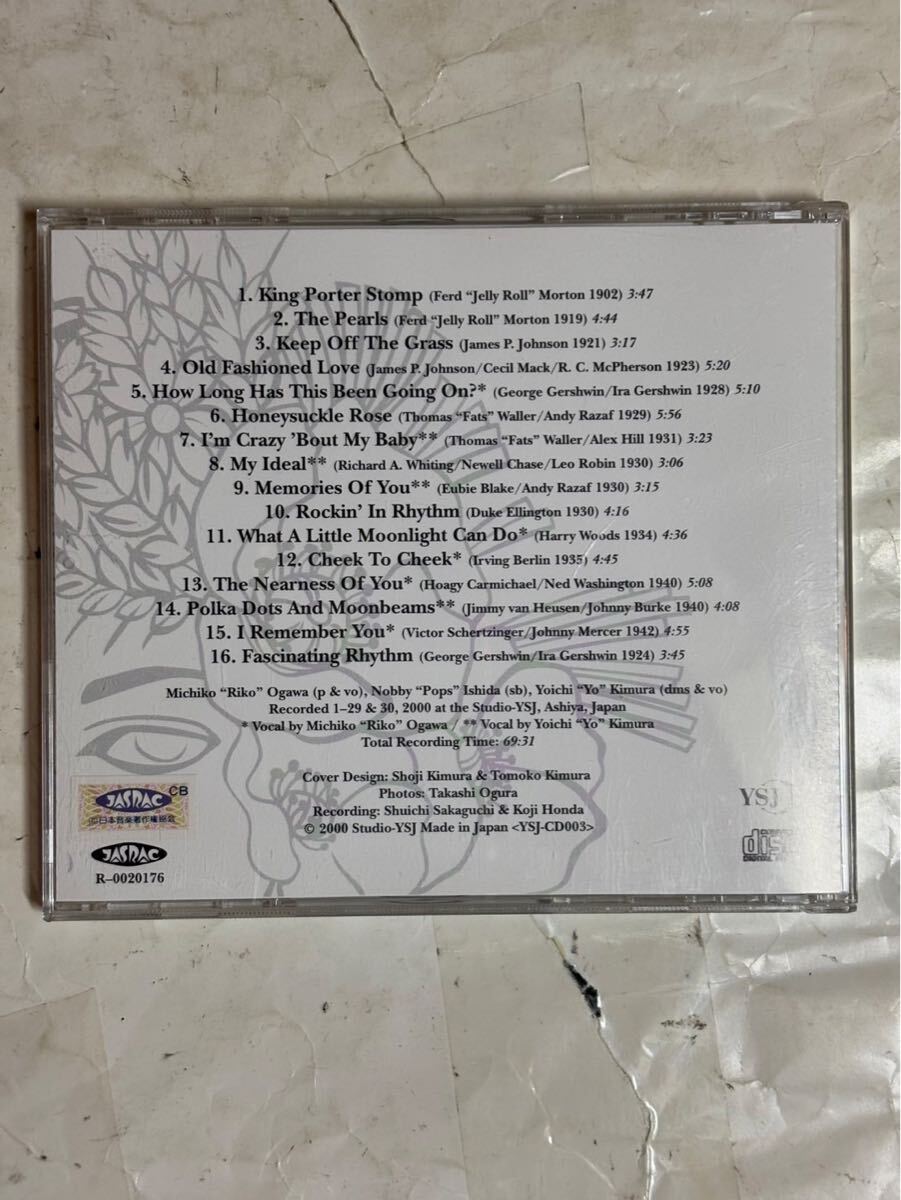 1. King Porter Stomp (Ferd “Jelly Roll” Morton 1902) 3:47
2. The Pearls (Ferd “Jelly Roll” Morton 1919) 4:44
3. Keep Off The Grass (James P. Johnson 1921) 3:17
4. Old Fashioned Love (James P. Johnson/Cecil Mack/R. C. McPherson 1923) 5:20
5. How Long Has This Been Going On?* (George Gershwin/Ira Gershwin 1928) 5:10
6. Honeysuckle Rose (Thomas “Fats” Waller/Andy Razaf 1929) 5:56
7. I’m Crazy ’Bout My Baby** (Thomas “Fats” Waller/Alex Hill 1931) 3:23
8. My Ideal** (Richard A. Whiting/Newell Chase/Leo Robin 1930) 3:06
9. Memories Of You** (Eubie Blake/Andy Razaf 1930) 3:15
10. Rockin’ In Rhythm (Duke Ellington 1930) 4:16
11. What A Little Moonlight Can Do* (Harry Woods 1934) 4:36
12. Cheek To Cheek* (Irving Berlin 1935) 4:45
13. The Nearness Of You* (Hoagy Carmichael/Ned Washington 1940) 5:08
14. Polka Dots And Moonbeams** (Jimmy van Heusen/Johnny Burke 1940) 4:08
15. I Remember You* (Victor Schertzinger/Johnny Mercer 1942) 4:55
16. Fascinating Rhythm (George Gershwin/Ira Gershwin 1924) 3:45
Michiko “Riko” Ogawa (p & vo), Nobby “Pops” Ishida (sb), Yoichi “Yo” Kimura (dms & vo)
Recorded 1–29 & 30, 2000 at the Studio-YSJ, Ashiya, Japan
* Vocal by Michiko “Riko” Ogawa / ** Vocal by Yoichi “Yo” Kimura
Total Recording Time: 69:31
Cover Design: Shoji Kimura & Tomoko Kimura
Photos: Takashi Ogura
Recording: Shuichi Sakaguchi & Koji Honda
© 2000 Studio-YSJ Made in Japan <YSJ-CD003>
JASRAC CB
日本音楽著作権協会
JASRAC
R–0020176
YSJ
disc